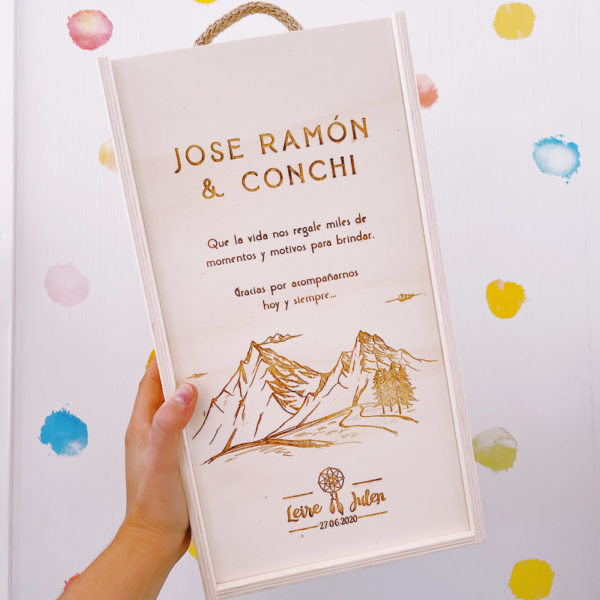 JOSE RAMÓN
& CONCHI
Que la vida nos regale miles de
momentos y motivos para brindar.
Gracias por acompañarnos
hoy y siempre...
Leire Julen
27 06 2020